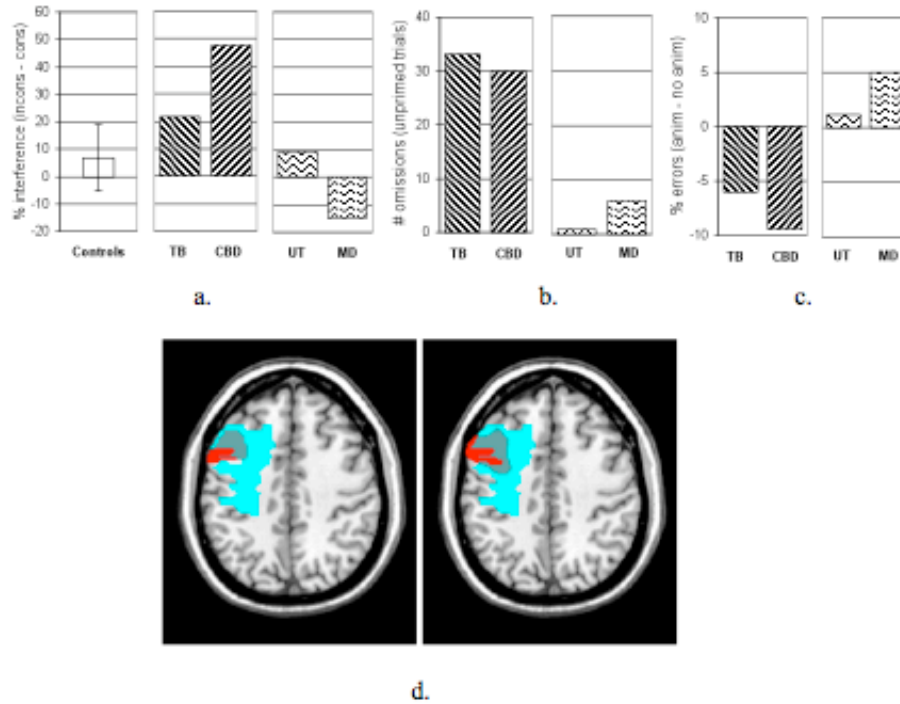 % interference (incons - cons)
60
50
40
30
20
10
0
-10
-20
Controls
TB CBD
UT MD
a.
# omissions (unprimed trials)
40
30
20
10
0
TB CBD
UT MD
b.
% errors (anim - no anim)
10
5
0
-5
-10
TB CBD
UT MD
c.
d.